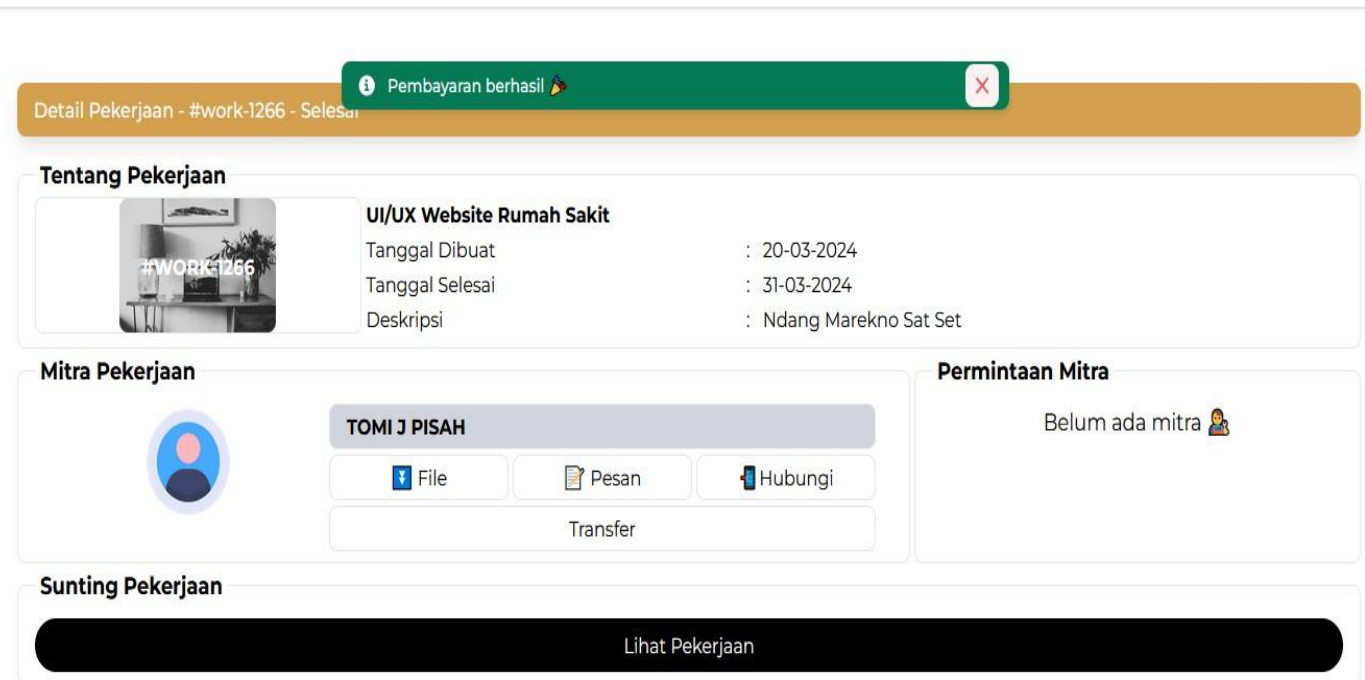 Pembayaran berhasil 🎉
Detail Pekerjaan - #work-1266 - Selesai
Tentang Pekerjaan
#WORK-1266
UI/UX Website Rumah Sakit
Tanggal Dibuat : 20-03-2024
Tanggal Selesai : 31-03-2024
Deskripsi : Ndang Marekno Sat Set
Mitra Pekerjaan
TOMI J PISAH
File Pesan Hubungi
Transfer
Permintaan Mitra
Belum ada mitra
Sunting Pekerjaan
Lihat Pekerjaan